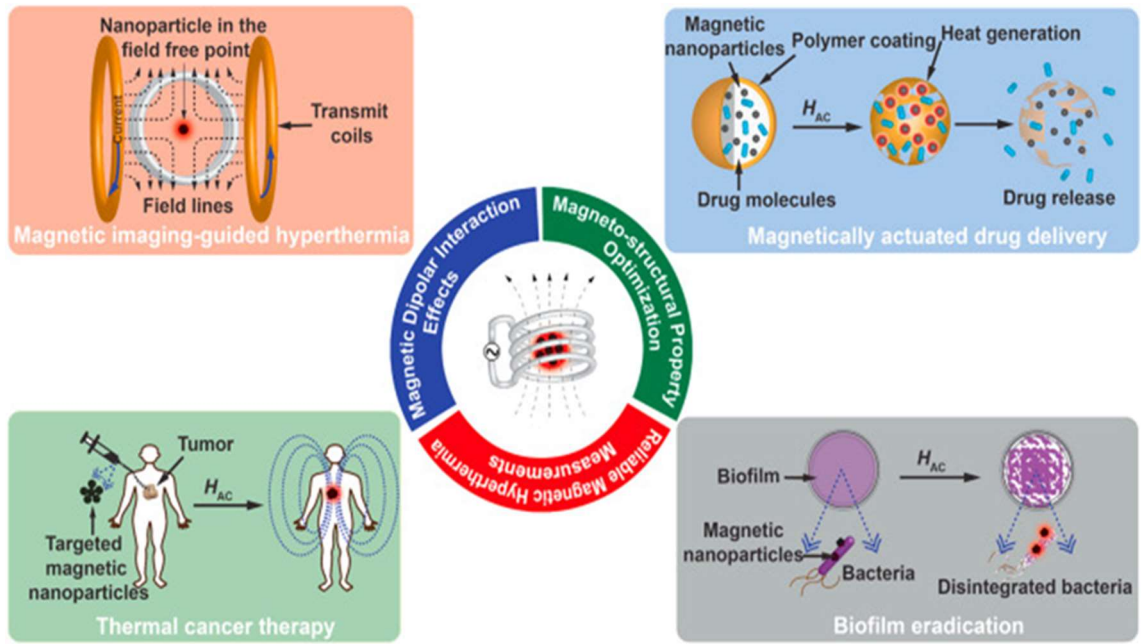 Nanoparticle in the
field free point
Current
Transmit
coils
Field lines
Magnetic imaging-guided hyperthermia
Magnetic
nanoparticles
Polymer coating
Heat generation
H_AC
Drug molecules
Drug release
Magnetically actuated drug delivery
Magnetic Dipolar Interaction
Effects
Magneto-structural Property
Optimization
Reliable Magnetic Hyperthermia
Measurements
Tumor
H_AC
Targeted
magnetic
nanoparticles
Thermal cancer therapy
Biofilm
H_AC
Magnetic
nanoparticles
Bacteria
Disintegrated bacteria
Biofilm eradication